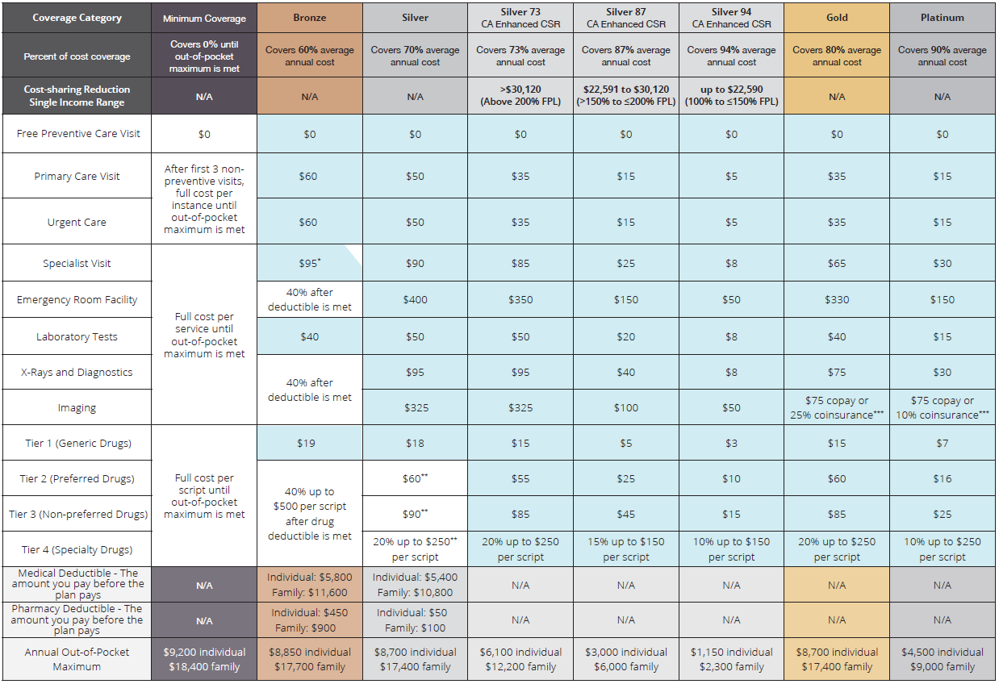 Coverage Category
Minimum Coverage
Bronze
Silver
Silver 73
CA Enhanced CSR
Silver 87
CA Enhanced CSR
Silver 94
CA Enhanced CSR
Gold
Platinum
Percent of cost coverage
Covers 0% until
out-of-pocket
maximum is met
Covers 60% average
annual cost
Covers 70% average
annual cost
Covers 73% average
annual cost
Covers 87% average
annual cost
Covers 94% average
annual cost
Covers 80% average
annual cost
Covers 90% average
annual cost
Cost-sharing Reduction
Single Income Range
N/A
N/A
N/A
>$30,120
(Above 200% FPL)
$22,591 to $30,120
(>150% to ≤200% FPL)
up to $22,590
(100% to ≤150% FPL)
N/A
N/A
Free Preventive Care Visit
$0
$0
$0
$0
$0
$0
$0
$0
Primary Care Visit
After first 3 non-
preventive visits,
full cost per
instance until
out-of-pocket
maximum is met
$60
$50
$35
$15
$5
$35
$15
Urgent Care
$60
$50
$35
$15
$5
$35
$15
Specialist Visit
Full cost per
service until
out-of-pocket
maximum is met
$95*
$90
$85
$25
$8
$65
$30
Emergency Room Facility
40% after
deductible is met
$400
$350
$150
$50
$330
$150
Laboratory Tests
$40
$50
$50
$20
$8
$40
$15
X-Rays and Diagnostics
40% after
deductible is met
$95
$95
$40
$8
$75
$30
Imaging
$325
$325
$100
$50
$75 copay or
25% coinsurance***
$75 copay or
10% coinsurance***
Tier 1 (Generic Drugs)
Full cost per
script until
out-of-pocket
maximum is met
$19
$18
$15
$5
$3
$15
$7
Tier 2 (Preferred Drugs)
40% up to
$500 per script
after drug
deductible is met
$60**
$55
$25
$10
$60
$16
Tier 3 (Non-preferred Drugs)
$90**
$85
$45
$15
$85
$25
Tier 4 (Specialty Drugs)
20% up to $250**
per script
20% up to $250
per script
15% up to $150
per script
10% up to $150
per script
20% up to $250
per script
10% up to $250
per script
Medical Deductible - The
amount you pay before the
plan pays
N/A
Individual: $5,800
Family: $11,600
Individual: $5,400
Family: $10,800
N/A
N/A
N/A
N/A
N/A
Pharmacy Deductible - The
amount you pay before the
plan pays
N/A
Individual: $450
Family: $900
Individual: $50
Family: $100
N/A
N/A
N/A
N/A
N/A
Annual Out-of-Pocket
Maximum
$9,200 individual
$18,400 family
$8,850 individual
$17,700 family
$8,700 individual
$17,400 family
$6,100 individual
$12,200 family
$3,000 individual
$6,000 family
$1,150 individual
$2,300 family
$8,700 individual
$17,400 family
$4,500 individual
$9,000 family